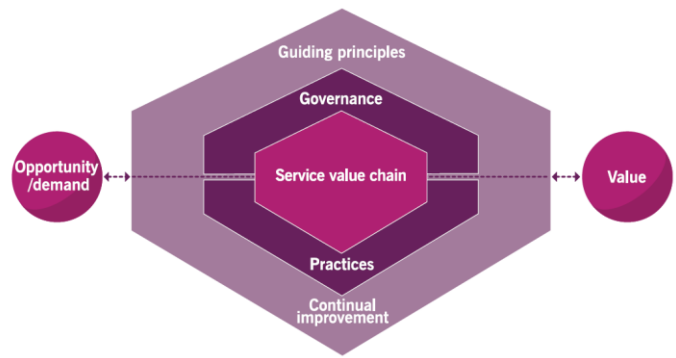 Guiding principles
Governance
Opportunity
/demand
Service value chain
Value
Practices
Continual
improvement